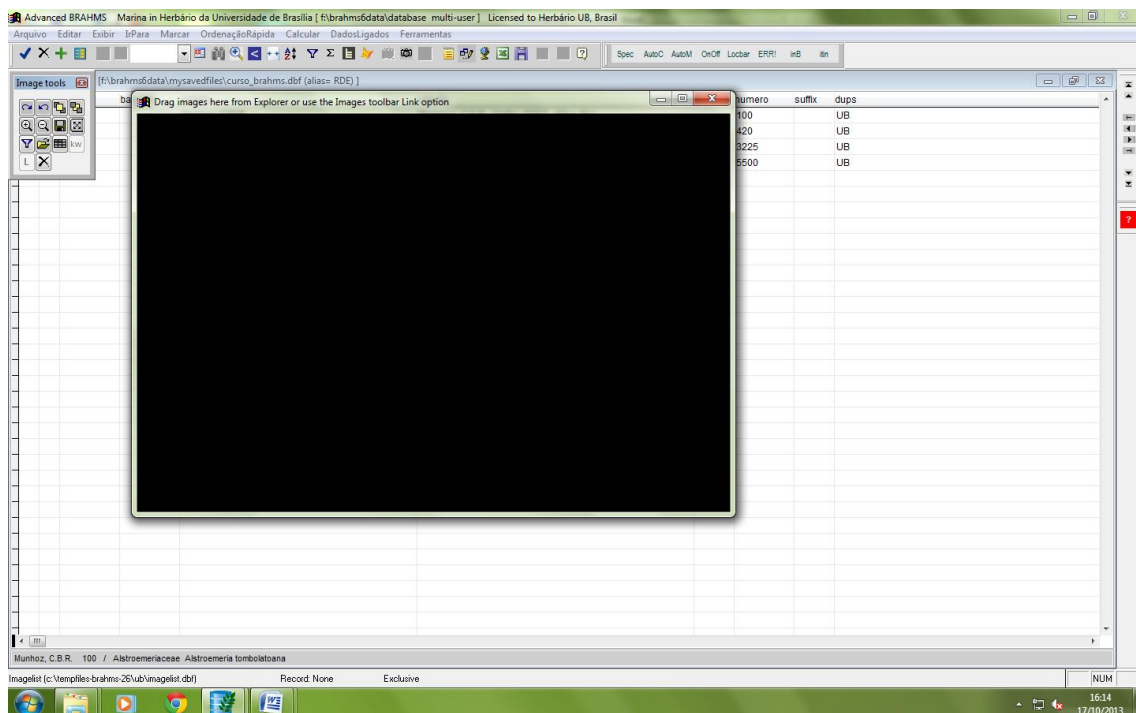 Advanced BRAHMS Marina in Herbário da Universidade de Brasília [ f:\brahms6data\database multi-user ] Licensed to Herbário UB, Brasil
Arquivo Editar Exibir IrPara Marcar OrdenaçãoRápida Calcular DadosLigados Ferramentas
Spec AutoC AutoM OnOff Locbar ERR! inB itin
Image tools
[f:\brahms6data\mysavedfiles\curso_brahms.dbf (alias= RDE) ]
ba
Drag images here from Explorer or use the Images toolbar Link option
numero suffix dups
100 UB
420 UB
3225 UB
5500 UB
kw
L
?
Munhoz, C.B.R. 100 / Alstroemeriaceae Alstroemeria tombolatoana
Imagelist (c:\tempfiles-brahms-26\ub\imagelist.dbf) Record: None Exclusive NUM
16:14
17/10/2013